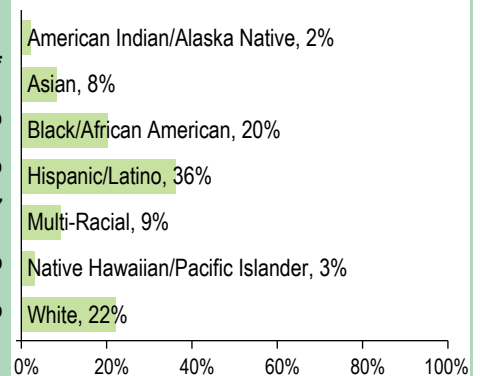 American Indian/Alaska Native, 2%
Asian, 8%
Black/African American, 20%
Hispanic/Latino, 36%
Multi-Racial, 9%
Native Hawaiian/Pacific Islander, 3%
White, 22%
0% 20% 40% 60% 80% 100%